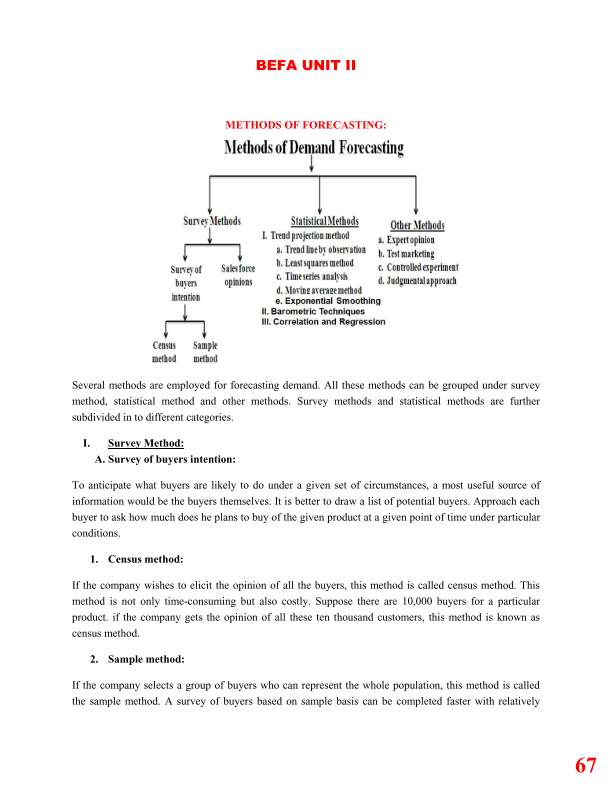 BEFA UNIT II
METHODS OF FORECASTING:
Methods of Demand Forecasting
Survey Methods
Survey of
buyers
intention
Sales force
opinions
Census
method
Sample
method
Statistical Methods
I. Trend projection method
a. Trend line by observation
b. Least squares method
c. Time series analysis
d. Moving average method
e. Exponential Smoothing
II. Barometric Techniques
III. Correlation and Regression
Other Methods
a. Expert opinion
b. Test marketing
c. Controlled experiment
d. Judgmental approach
Several methods are employed for forecasting demand. All these methods can be grouped under survey
method, statistical method and other methods. Survey methods and statistical methods are further
subdivided in to different categories.
I. Survey Method:
A. Survey of buyers intention:
To anticipate what buyers are likely to do under a given set of circumstances, a most useful source of
information would be the buyers themselves. It is better to draw a list of potential buyers. Approach each
buyer to ask how much does he plans to buy of the given product at a given point of time under particular
conditions.
1. Census method:
If the company wishes to elicit the opinion of all the buyers, this method is called census method. This
method is not only time-consuming but also costly. Suppose there are 10,000 buyers for a particular
product. if the company gets the opinion of all these ten thousand customers, this method is known as
census method.
2. Sample method:
If the company selects a group of buyers who can represent the whole population, this method is called
the sample method. A survey of buyers based on sample basis can be completed faster with relatively
67